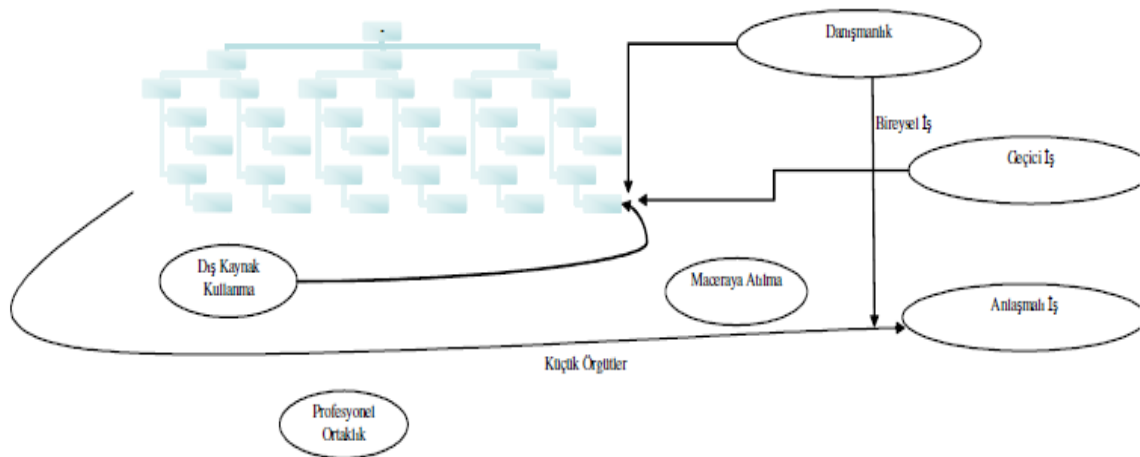 Danışmanlık
Bireysel İş
Geçici İş
Dış Kaynak
Kullanma
Maceraya Atılma
Anlaşmalı İş
Küçük Örgütler
Profesyonel
Ortaklık